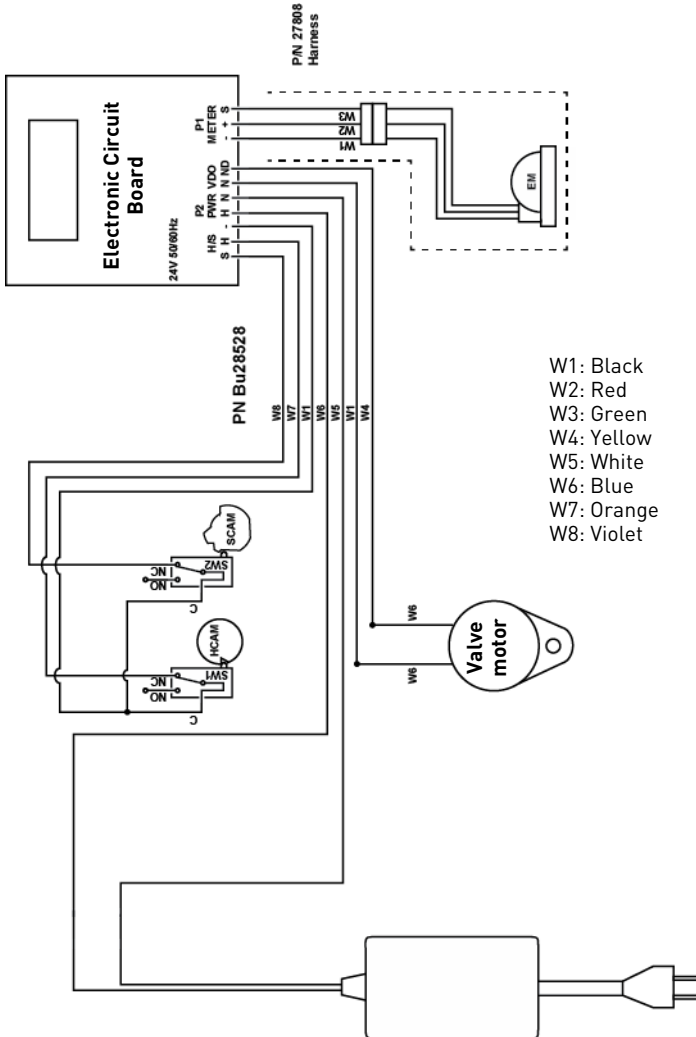 P/N 27808
Harness
Electronic Circuit
Board
24V 50/60Hz
P1
METER
- + S
P2
H/S PWR VDO
S H - H N N ND
W1
W2
W3
EM
PN Bu28528
W8
W7
W1
W6
W5
W1
W4
SCAM
SW2
NC
NO
C
HCAM
SW1
NC
NO
C
W6
W6
Valve
motor
W1: Black
W2: Red
W3: Green
W4: Yellow
W5: White
W6: Blue
W7: Orange
W8: Violet